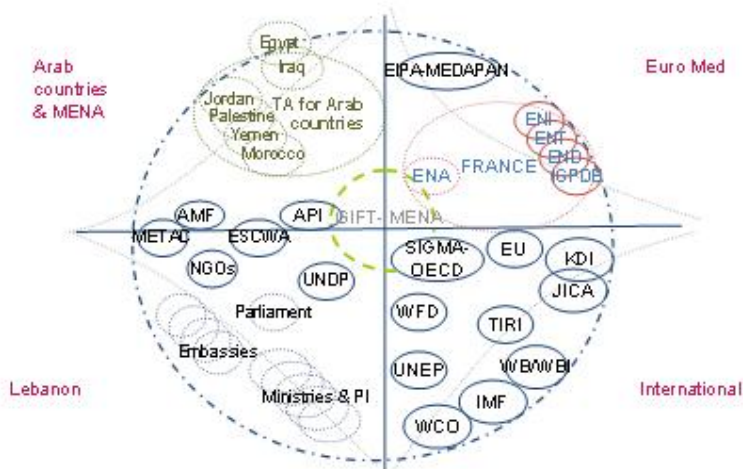 Arab
countries
& MENA
Euro Med
Egypt
Iraq
Jordan
Palestine
Yemen
Morocco
TA for Arab
countries
EIPA-MEDAPAN
ENI
ENT
END
IGPDE
FRANCE
ENA
GIFT- MENA
AMF
API
METAC
ESCWA
NGOs
UNDP
Parliament
Embassies
Ministries & PI
SIGMA-
OECD
EU
KDI
JICA
WFD
TIRI
UNEP
WB/WBI
IMF
WCO
Lebanon
International